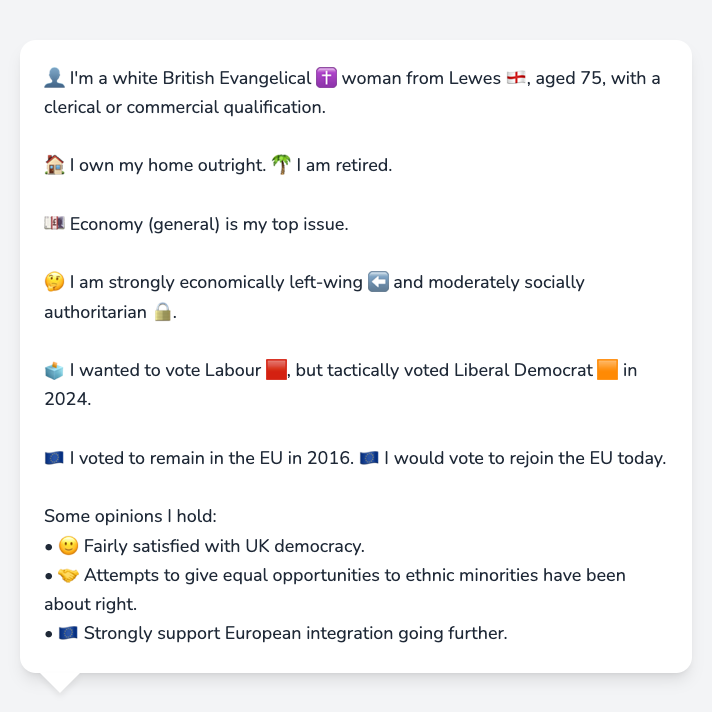 👤 I'm a white British Evangelical ✝️ woman from Lewes 🏴󠁧󠁢󠁥󠁮󠁧󠁿, aged 75, with a
clerical or commercial qualification.
🏠 I own my home outright. 🌴 I am retired.
💷 Economy (general) is my top issue.
🤔 I am strongly economically left-wing ⬅️ and moderately socially
authoritarian 🔒.
🗳️ I wanted to vote Labour 🟥, but tactically voted Liberal Democrat 🟧 in
2024.
🇪🇺 I voted to remain in the EU in 2016. 🇪🇺 I would vote to rejoin the EU today.
Some opinions I hold:
• 🙂 Fairly satisfied with UK democracy.
• 🤝 Attempts to give equal opportunities to ethnic minorities have been
about right.
• 🇪🇺 Strongly support European integration going further.